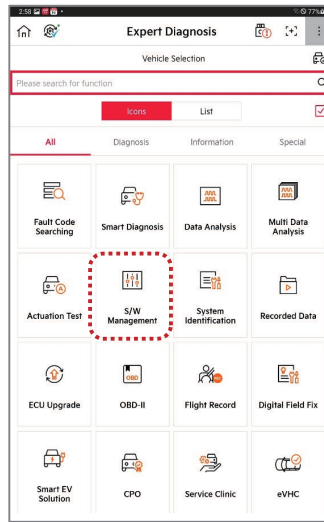 2:58
77%
Expert Diagnosis
Vehicle Selection
Please search for function
Icons
List
All
Diagnosis
Information
Special
Fault Code
Searching
Smart Diagnosis
Data Analysis
Multi Data
Analysis
Actuation Test
S/W
Management
System
Identification
Recorded Data
ECU Upgrade
OBD
OBD-II
Flight Record
Digital Field Fix
Smart EV
Solution
CPO
Service Clinic
eVHC